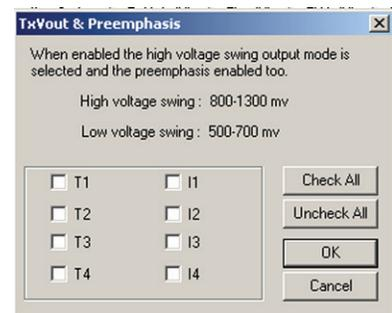 TxVout & Preemphasis
When enabled the high voltage swing output mode is
selected and the preemphasis enabled too.
High voltage swing : 800-1300 mv
Low voltage swing : 500-700 mv
T1 I1
T2 I2
T3 I3
T4 I4
Check All
Uncheck All
OK
Cancel